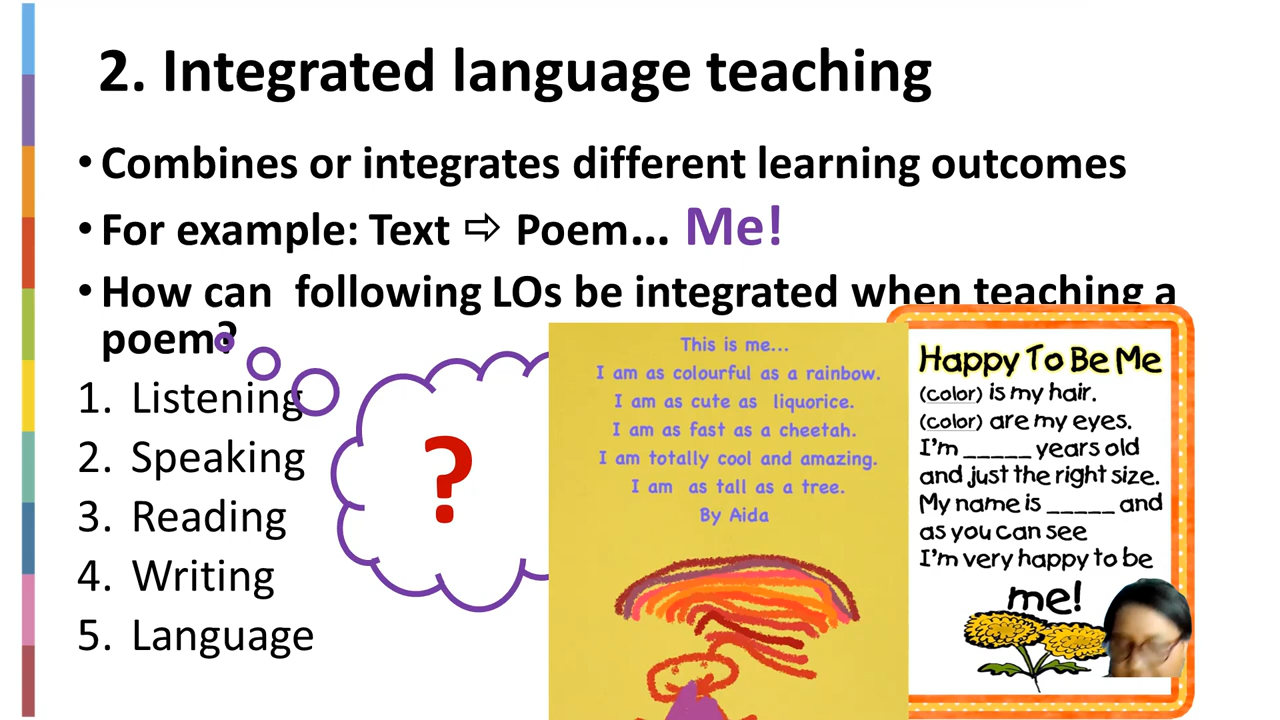 2. Integrated language teaching
• Combines or integrates different learning outcomes
• For example: Text ⇨ Poem... Me!
• How can following LOs be integrated when teaching a
poem?
1. Listening
2. Speaking
3. Reading
4. Writing
5. Language
?
This is me...
I am as colourful as a rainbow.
I am as cute as liquorice.
I am as fast as a cheetah.
I am totally cool and amazing.
I am as tall as a tree.
By Aida
Happy To Be Me
(color) is my hair.
(color) are my eyes.
I'm _____ years old
and just the right size.
My name is _____ and
as you can see
I'm very happy to be
me!